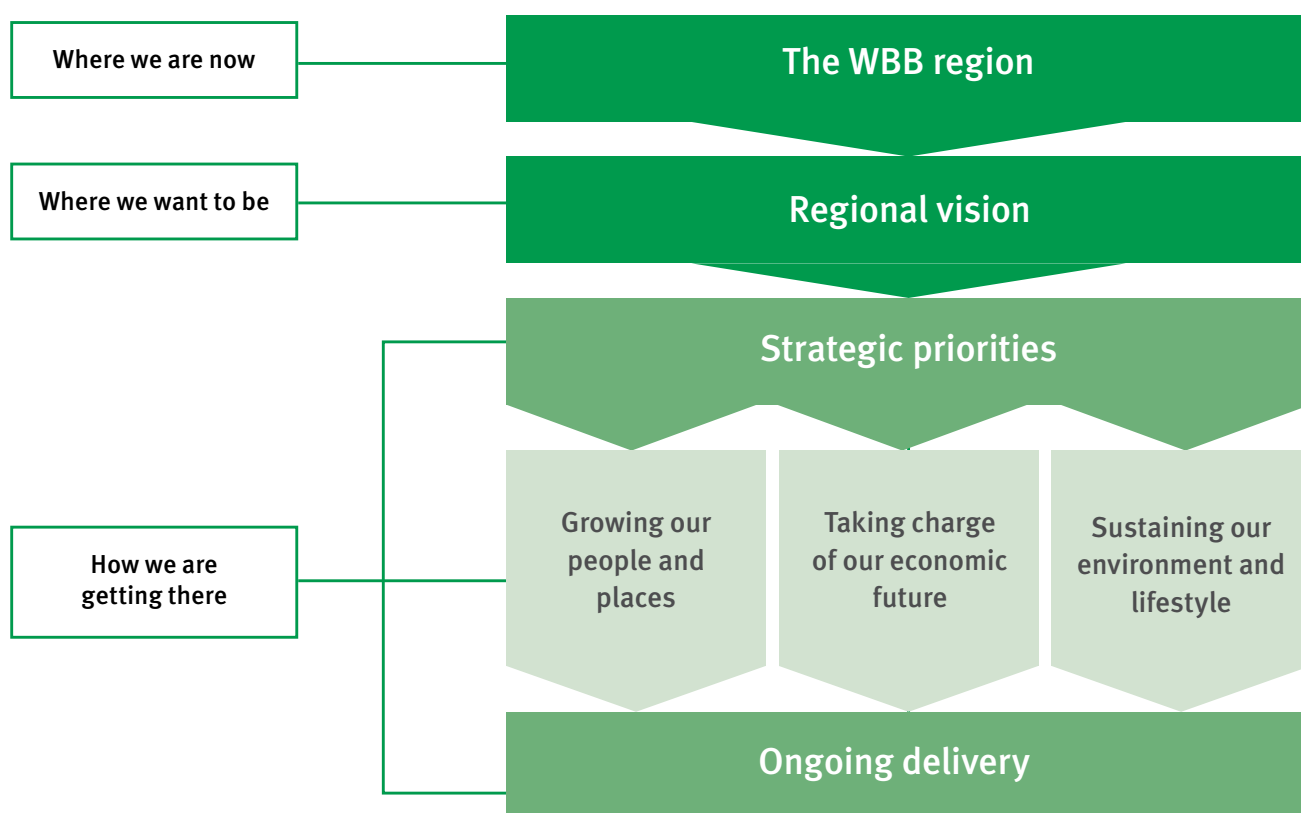 Where we are now
The WBB region
Where we want to be
Regional vision
Strategic priorities
How we are
getting there
Growing our
people and
places
Taking charge
of our economic
future
Sustaining our
environment and
lifestyle
Ongoing delivery